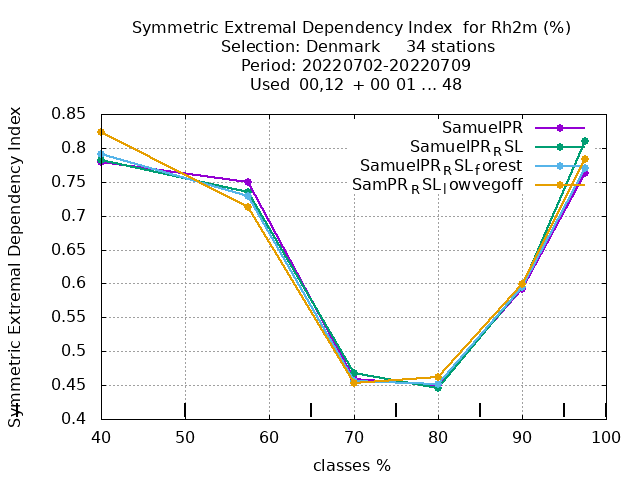 Symmetric Extremal Dependency Index  for Rh2m (%)
Selection: Denmark     34 stations
Period: 20220702-20220709
Used  00,12  + 00 01 ... 48
Symmetric Extremal Dependency Index
0.85
0.8
0.75
0.7
0.65
0.6
0.55
0.5
0.45
0.4
SamuelPR
SamuelPR_RSL
SamuelPR_RSL_forest
SamPR_RSL_lowvegoff
40 50 60 70 80 90 100
classes %